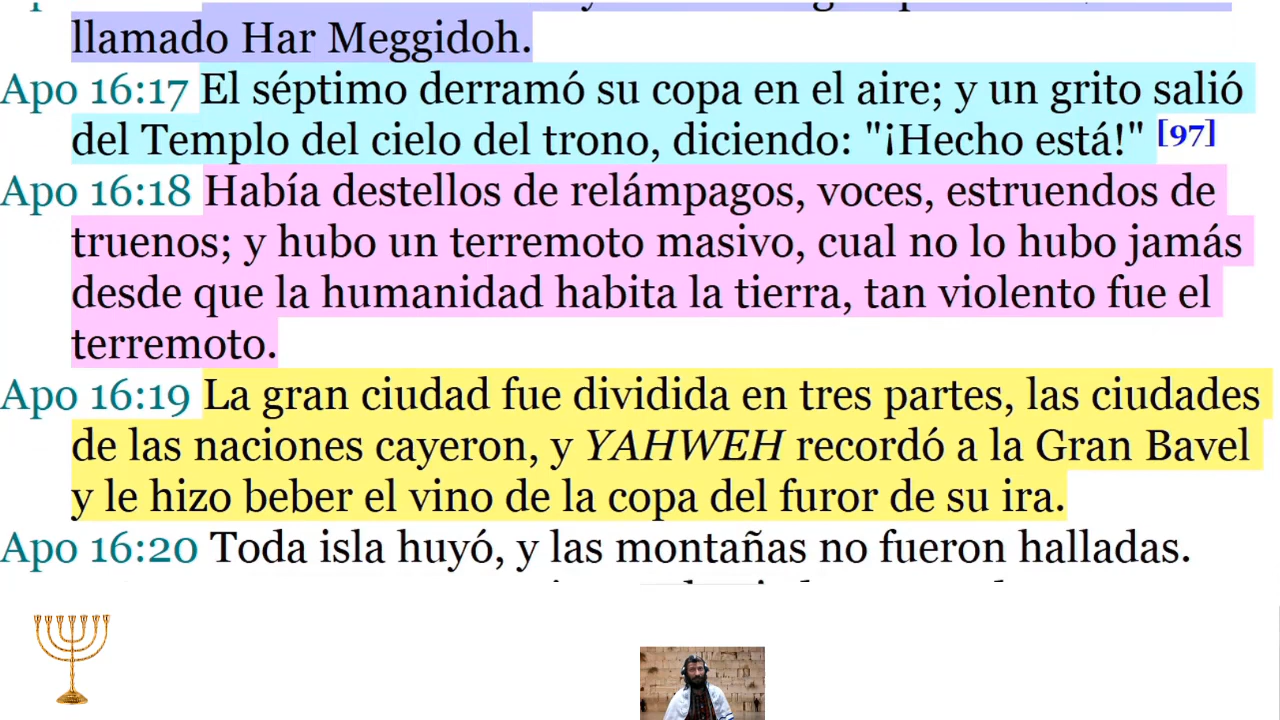 llamado Har Meggidoh.
Apo 16:17 El séptimo derramó su copa en el aire; y un grito salió
del Templo del cielo del trono, diciendo: "¡Hecho está!" [97]
Apo 16:18 Había destellos de relámpagos, voces, estruendos de
truenos; y hubo un terremoto masivo, cual no lo hubo jamás
desde que la humanidad habita la tierra, tan violento fue el
terremoto.
Apo 16:19 La gran ciudad fue dividida en tres partes, las ciudades
de las naciones cayeron, y YAHWEH recordó a la Gran Bavel
y le hizo beber el vino de la copa del furor de su ira.
Apo 16:20 Toda isla huyó, y las montañas no fueron halladas.